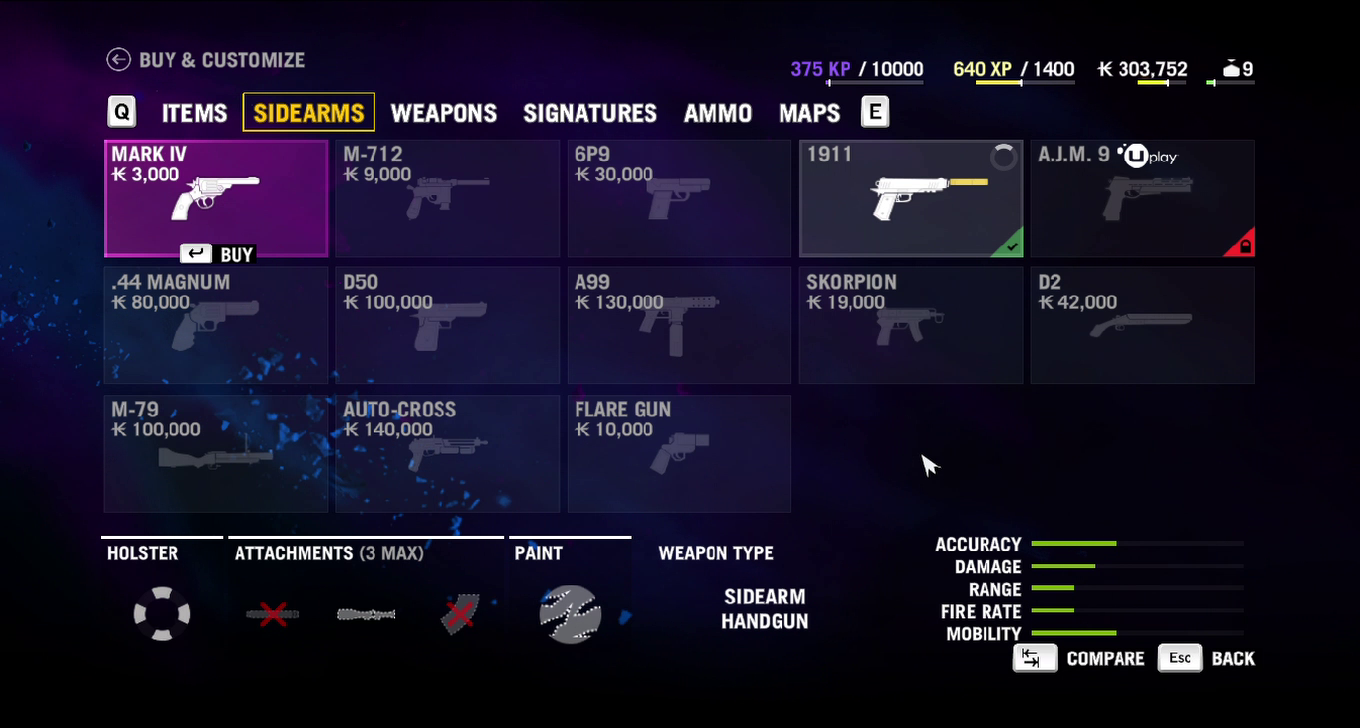 BUY & CUSTOMIZE
375 KP / 10000 640 XP / 1400 303,752 9
Q ITEMS SIDEARMS WEAPONS SIGNATURES AMMO MAPS E
MARK IV M-712 6P9 1911 A.J.M. 9 Uplay
3,000 9,000 30,000
BUY
.44 MAGNUM D50 A99 SKORPION D2
80,000 100,000 130,000 19,000 42,000
M-79 AUTO-CROSS FLARE GUN
100,000 140,000 10,000
HOLSTER ATTACHMENTS (3 MAX) PAINT WEAPON TYPE
SIDEARM
HANDGUN
ACCURACY
DAMAGE
RANGE
FIRE RATE
MOBILITY
COMPARE Esc BACK